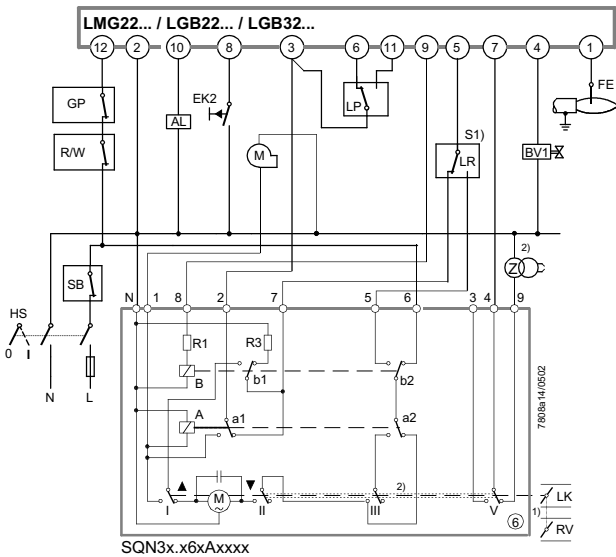 LMG22... / LGB22... / LGB32...
12 2 10 8 3 6 11 9 5 7 4 1
FE
GP
EK2
LP
AL
S1)
R/W
M
LR
BV1
2)
SB
Z
HS
N 1 8 2 7 5 6 3 4 9
0 I
R1 R3
B b1 b2
N L
A a1 a2
7808a14/0502
2)
M
~
I II III V
LK
1)
6
RV
SQN3x.x6xAxxxx